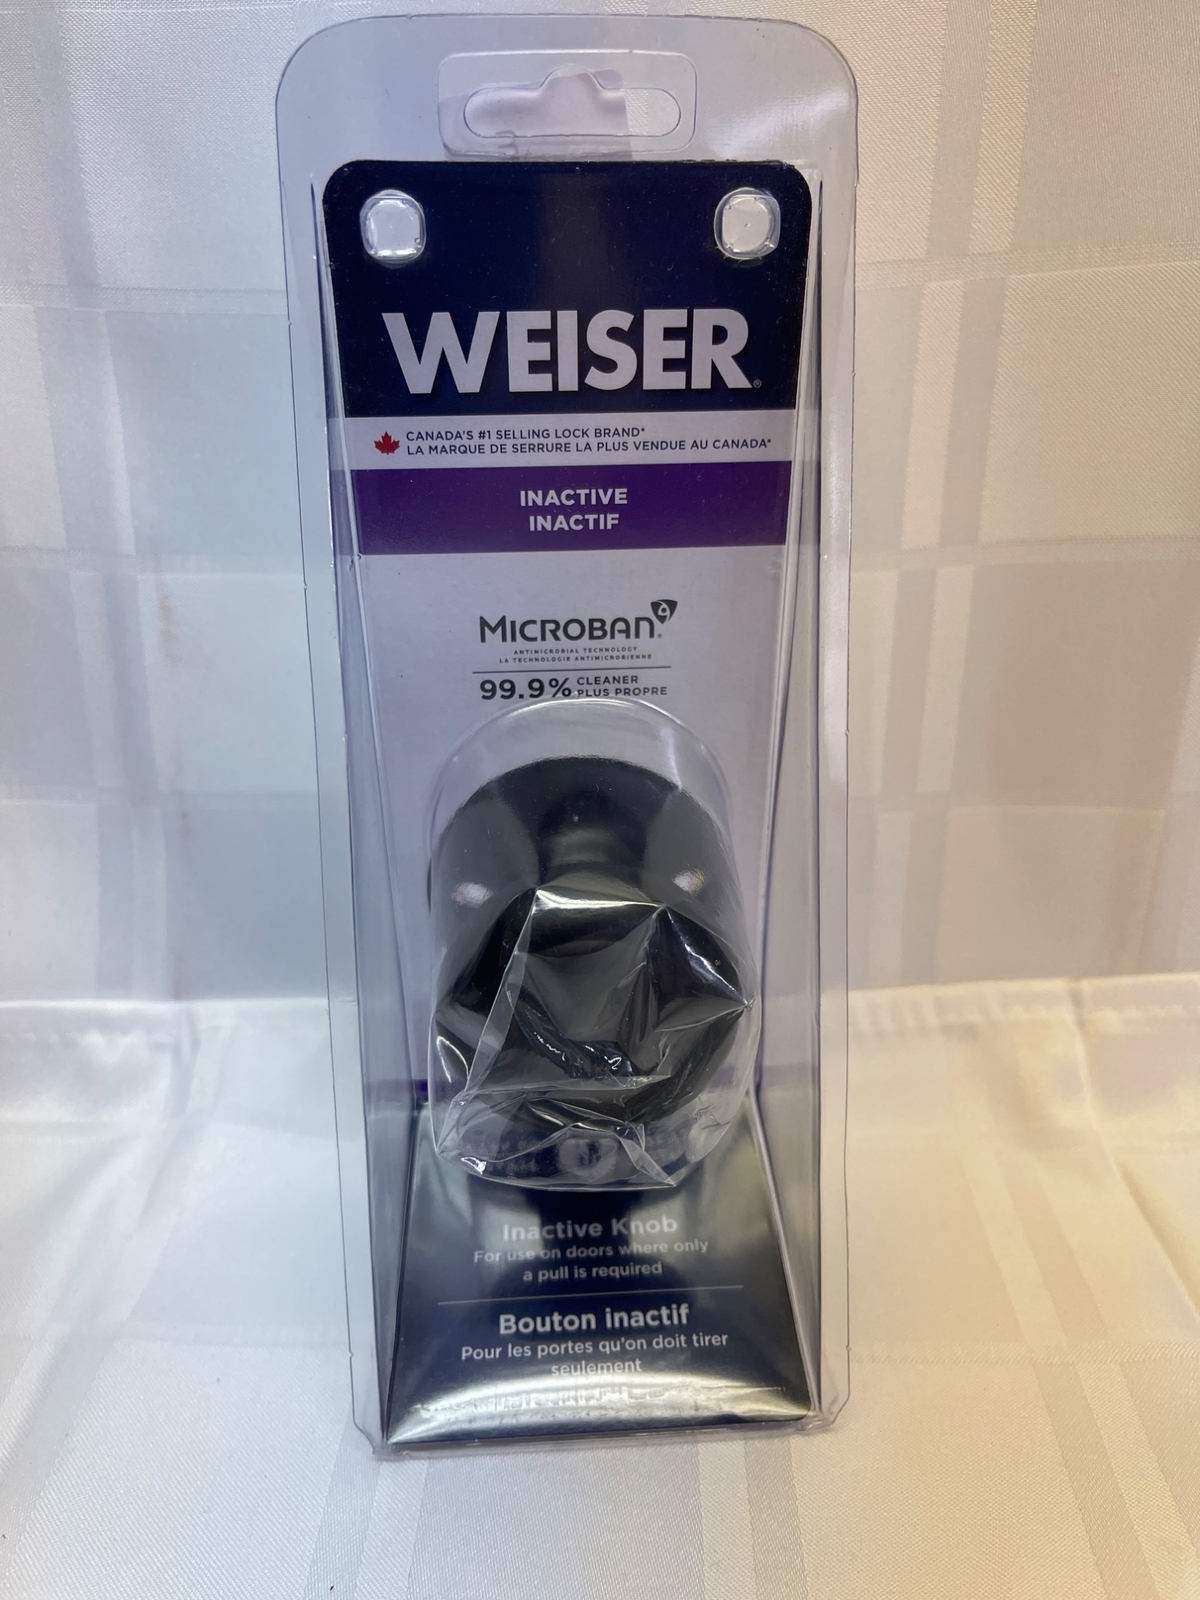 WEISER®
CANADA'S #1 SELLING LOCK BRAND*
LA MARQUE DE SERRURE LA PLUS VENDUE AU CANADA*
INACTIVE
INACTIF
MICROBAN®
ANTIMICROBIAL TECHNOLOGY
LA TECHNOLOGIE ANTIMICROBIENNE
99.9% CLEANER
PLUS PROPRE
Inactive Knob
For use on doors where only
a pull is required
Bouton inactif
Pour les portes qu'on doit tirer
seulement